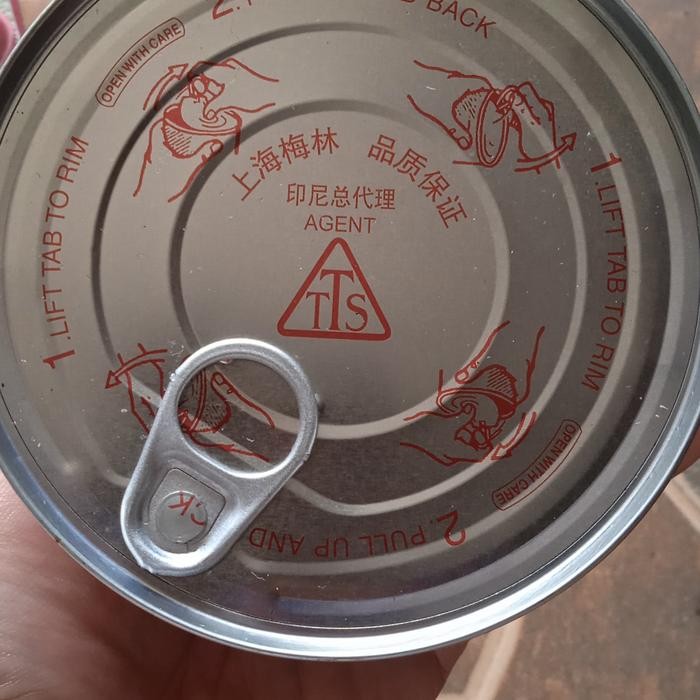 BACK
OPEN WITH CARE
1.LIFT TAB TO RIM
上海梅林 品质保证
印尼总代理
AGENT
TTS
1.LIFT TAB TO RIM
OPEN WITH CARE
2.PULL UP AND
CK